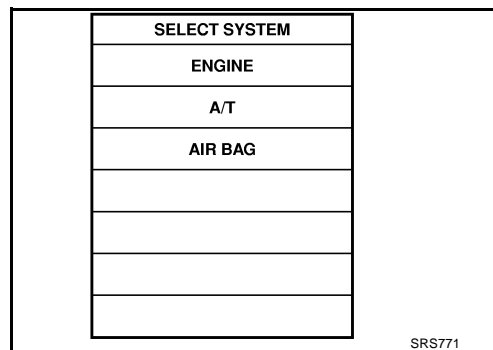 SELECT SYSTEM
ENGINE
A/T
AIR BAG
SRS771